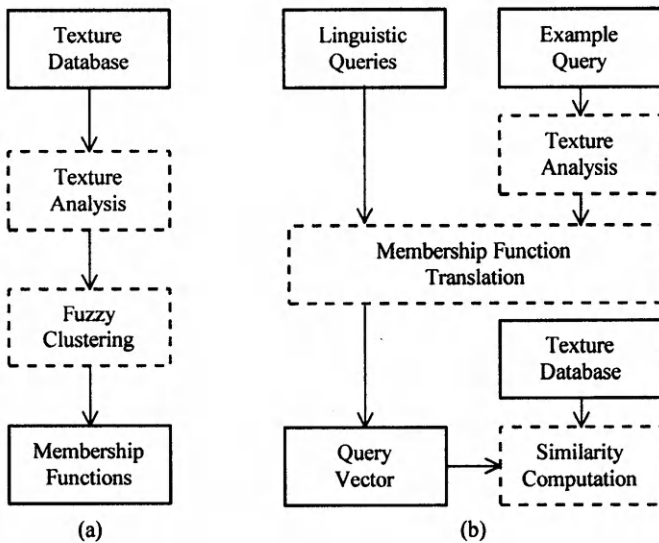 Texture
Database
Texture
Analysis
Fuzzy
Clustering
Membership
Functions
(a)
Linguistic
Queries
Example
Query
Texture
Analysis
Membership Function
Translation
Texture
Database
Query
Vector
Similarity
Computation
(b)